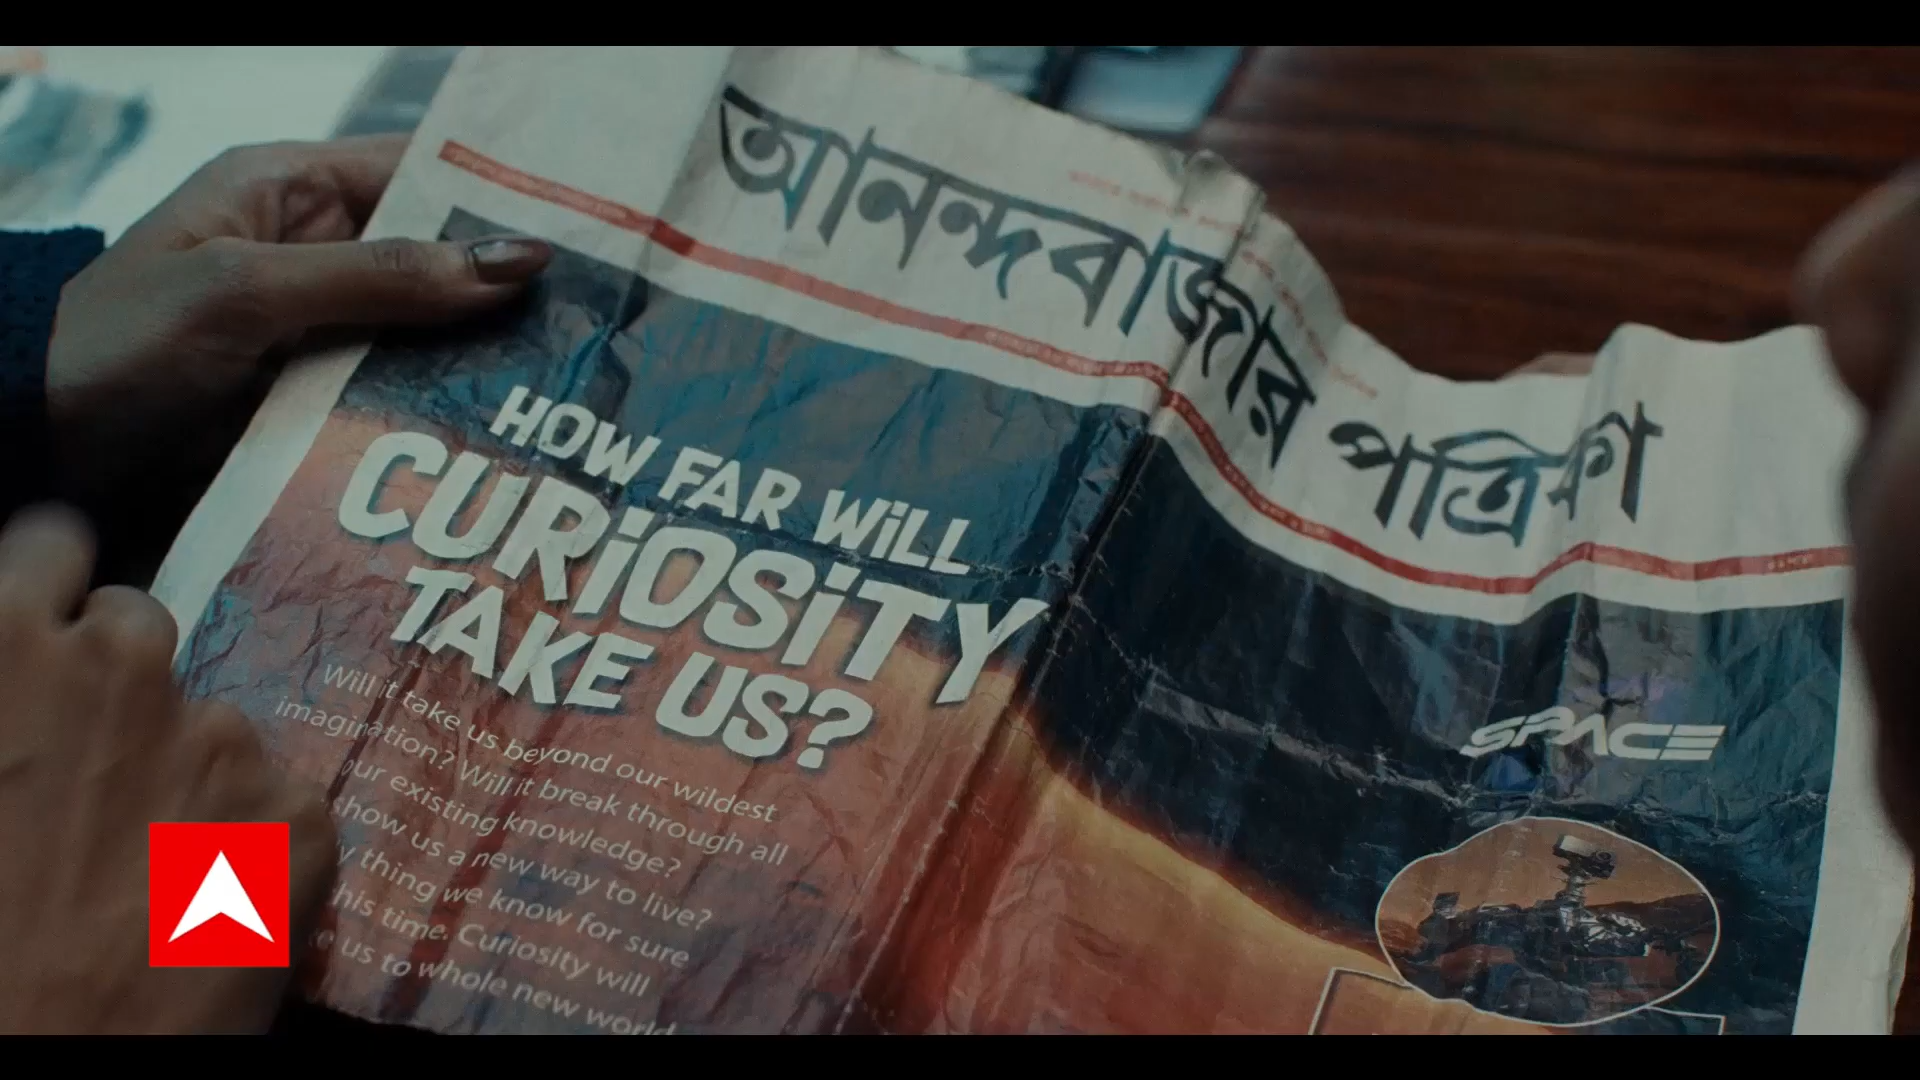 আনন্দবাজার পত্রিকা
HOW FAR WiLL
CURiOSiTY
TAKE US?
Will it take us beyond our wildest
imagination? Will it break through all
our existing knowledge?
show us a new way to live?
thing we know for sure
this time. Curiosity will
us to whole new world
SPACE